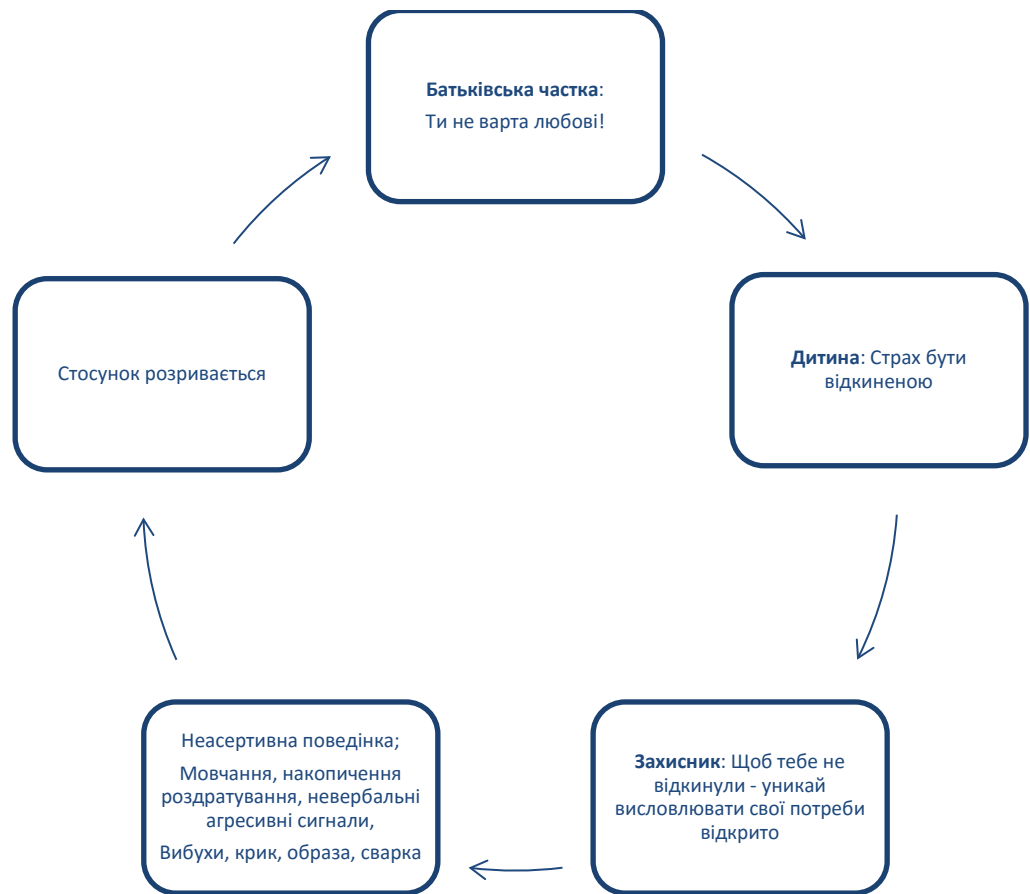 Батьківська частка:
Ти не варта любові!
Дитина: Страх бути
відкиненою
Захисник: Щоб тебе не
відкинули - уникай
висловлювати свої потреби
відкрито
Неасертивна поведінка;
Мовчання, накопичення
роздратування, невербальні
агресивні сигнали,
Вибухи, крик, образа, сварка
Стосунок розривається